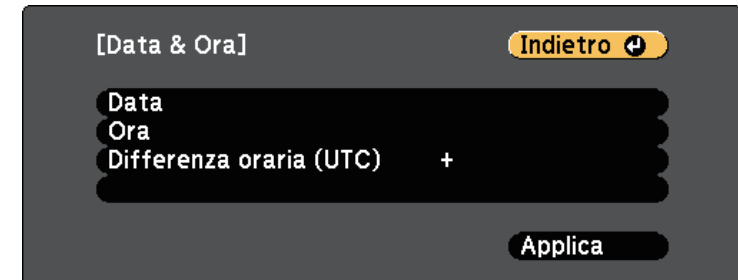 [Data & Ora]
Indietro
Data
Ora
Differenza oraria (UTC) +
Applica